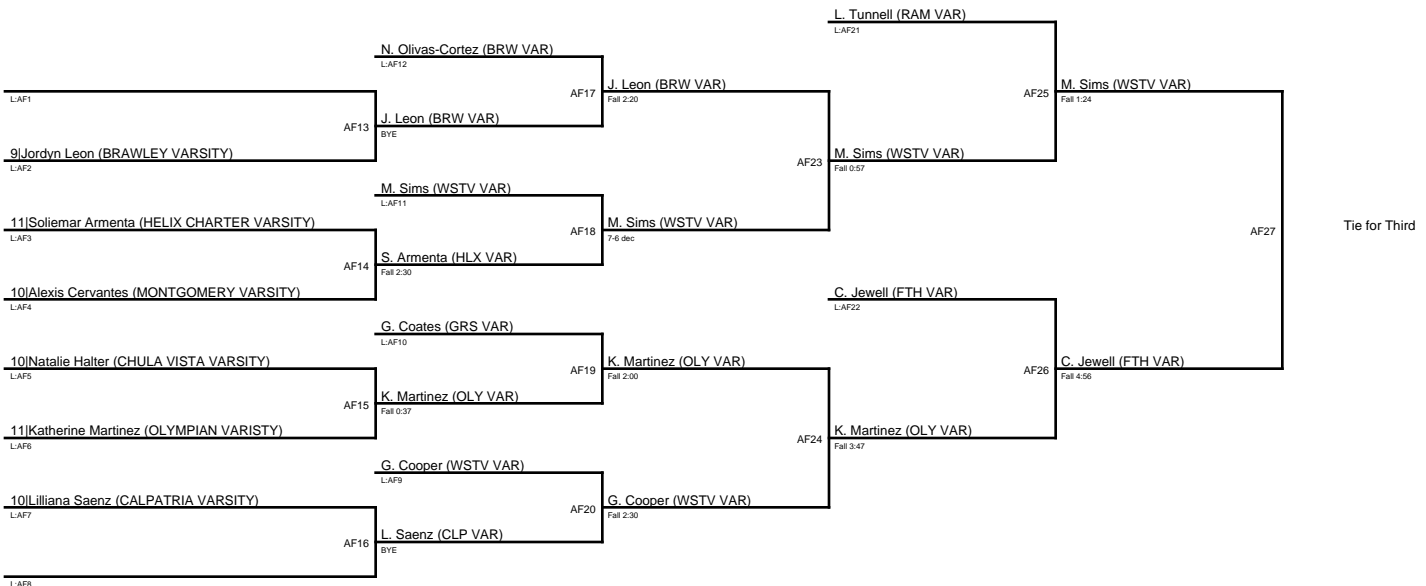 L. Tunnell (RAM VAR)
L:AF21
N. Olivas-Cortez (BRW VAR)
L:AF12
L:AF1
AF17
J. Leon (BRW VAR)
Fall 2:20
AF25
M. Sims (WSTV VAR)
Fall 1:24
AF13
J. Leon (BRW VAR)
BYE
9|Jordyn Leon (BRAWLEY VARSITY)
L:AF2
AF23
M. Sims (WSTV VAR)
Fall 0:57
M. Sims (WSTV VAR)
L:AF11
11|Soliemar Armenta (HELIX CHARTER VARSITY)
L:AF3
AF18
M. Sims (WSTV VAR)
7-6 dec
AF27
Tie for Third
AF14
S. Armenta (HLX VAR)
Fall 2:30
10|Alexis Cervantes (MONTGOMERY VARSITY)
L:AF4
C. Jewell (FTH VAR)
L:AF22
G. Coates (GRS VAR)
L:AF10
10|Natalie Halter (CHULA VISTA VARSITY)
L:AF5
AF19
K. Martinez (OLY VAR)
Fall 2:00
AF26
C. Jewell (FTH VAR)
Fall 4:56
AF15
K. Martinez (OLY VAR)
Fall 0:37
11|Katherine Martinez (OLYMPIAN VARISTY)
L:AF6
AF24
K. Martinez (OLY VAR)
Fall 3:47
G. Cooper (WSTV VAR)
L:AF9
10|Lilliana Saenz (CALPATRIA VARSITY)
L:AF7
AF20
G. Cooper (WSTV VAR)
Fall 2:30
AF16
L. Saenz (CLP VAR)
BYE
L:AF8